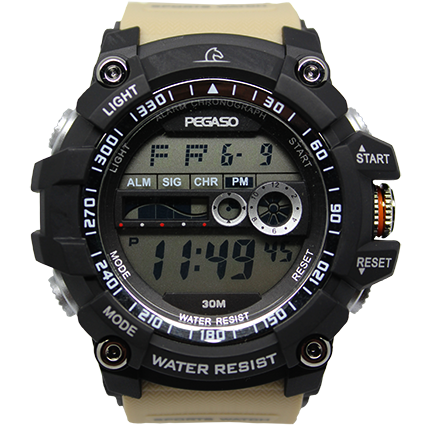 LIGHT
START
RESET
MODE
WATER RESIST
300 330 30 60 90 120 150 180 210 240 270
ALARM CHRONOGRAPH
LIGHT
START
PEGASO
FR 6-9
ALM SIG CHR PM
P
11:49 45
MODE
RESET
30M
WATER RESIST